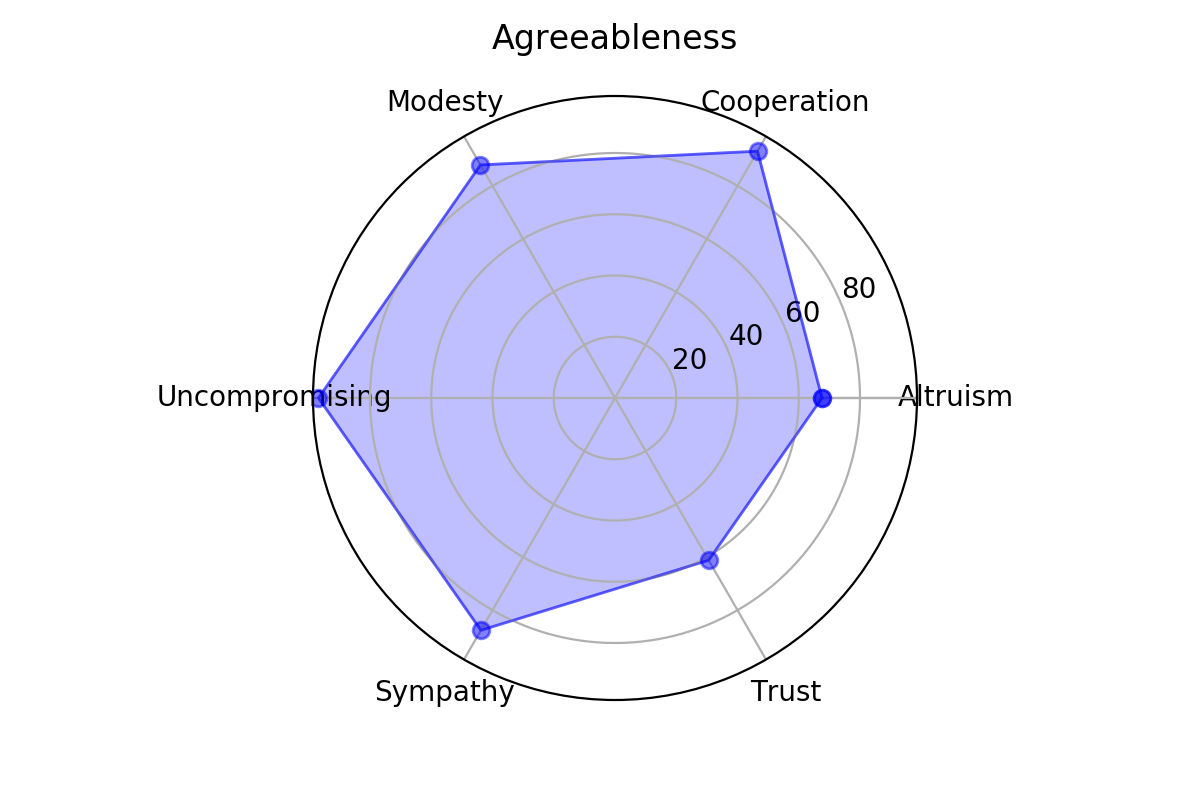 Agreeableness
Modesty
Cooperation
80
60
40
20
Uncompromising
Altruism
Sympathy
Trust